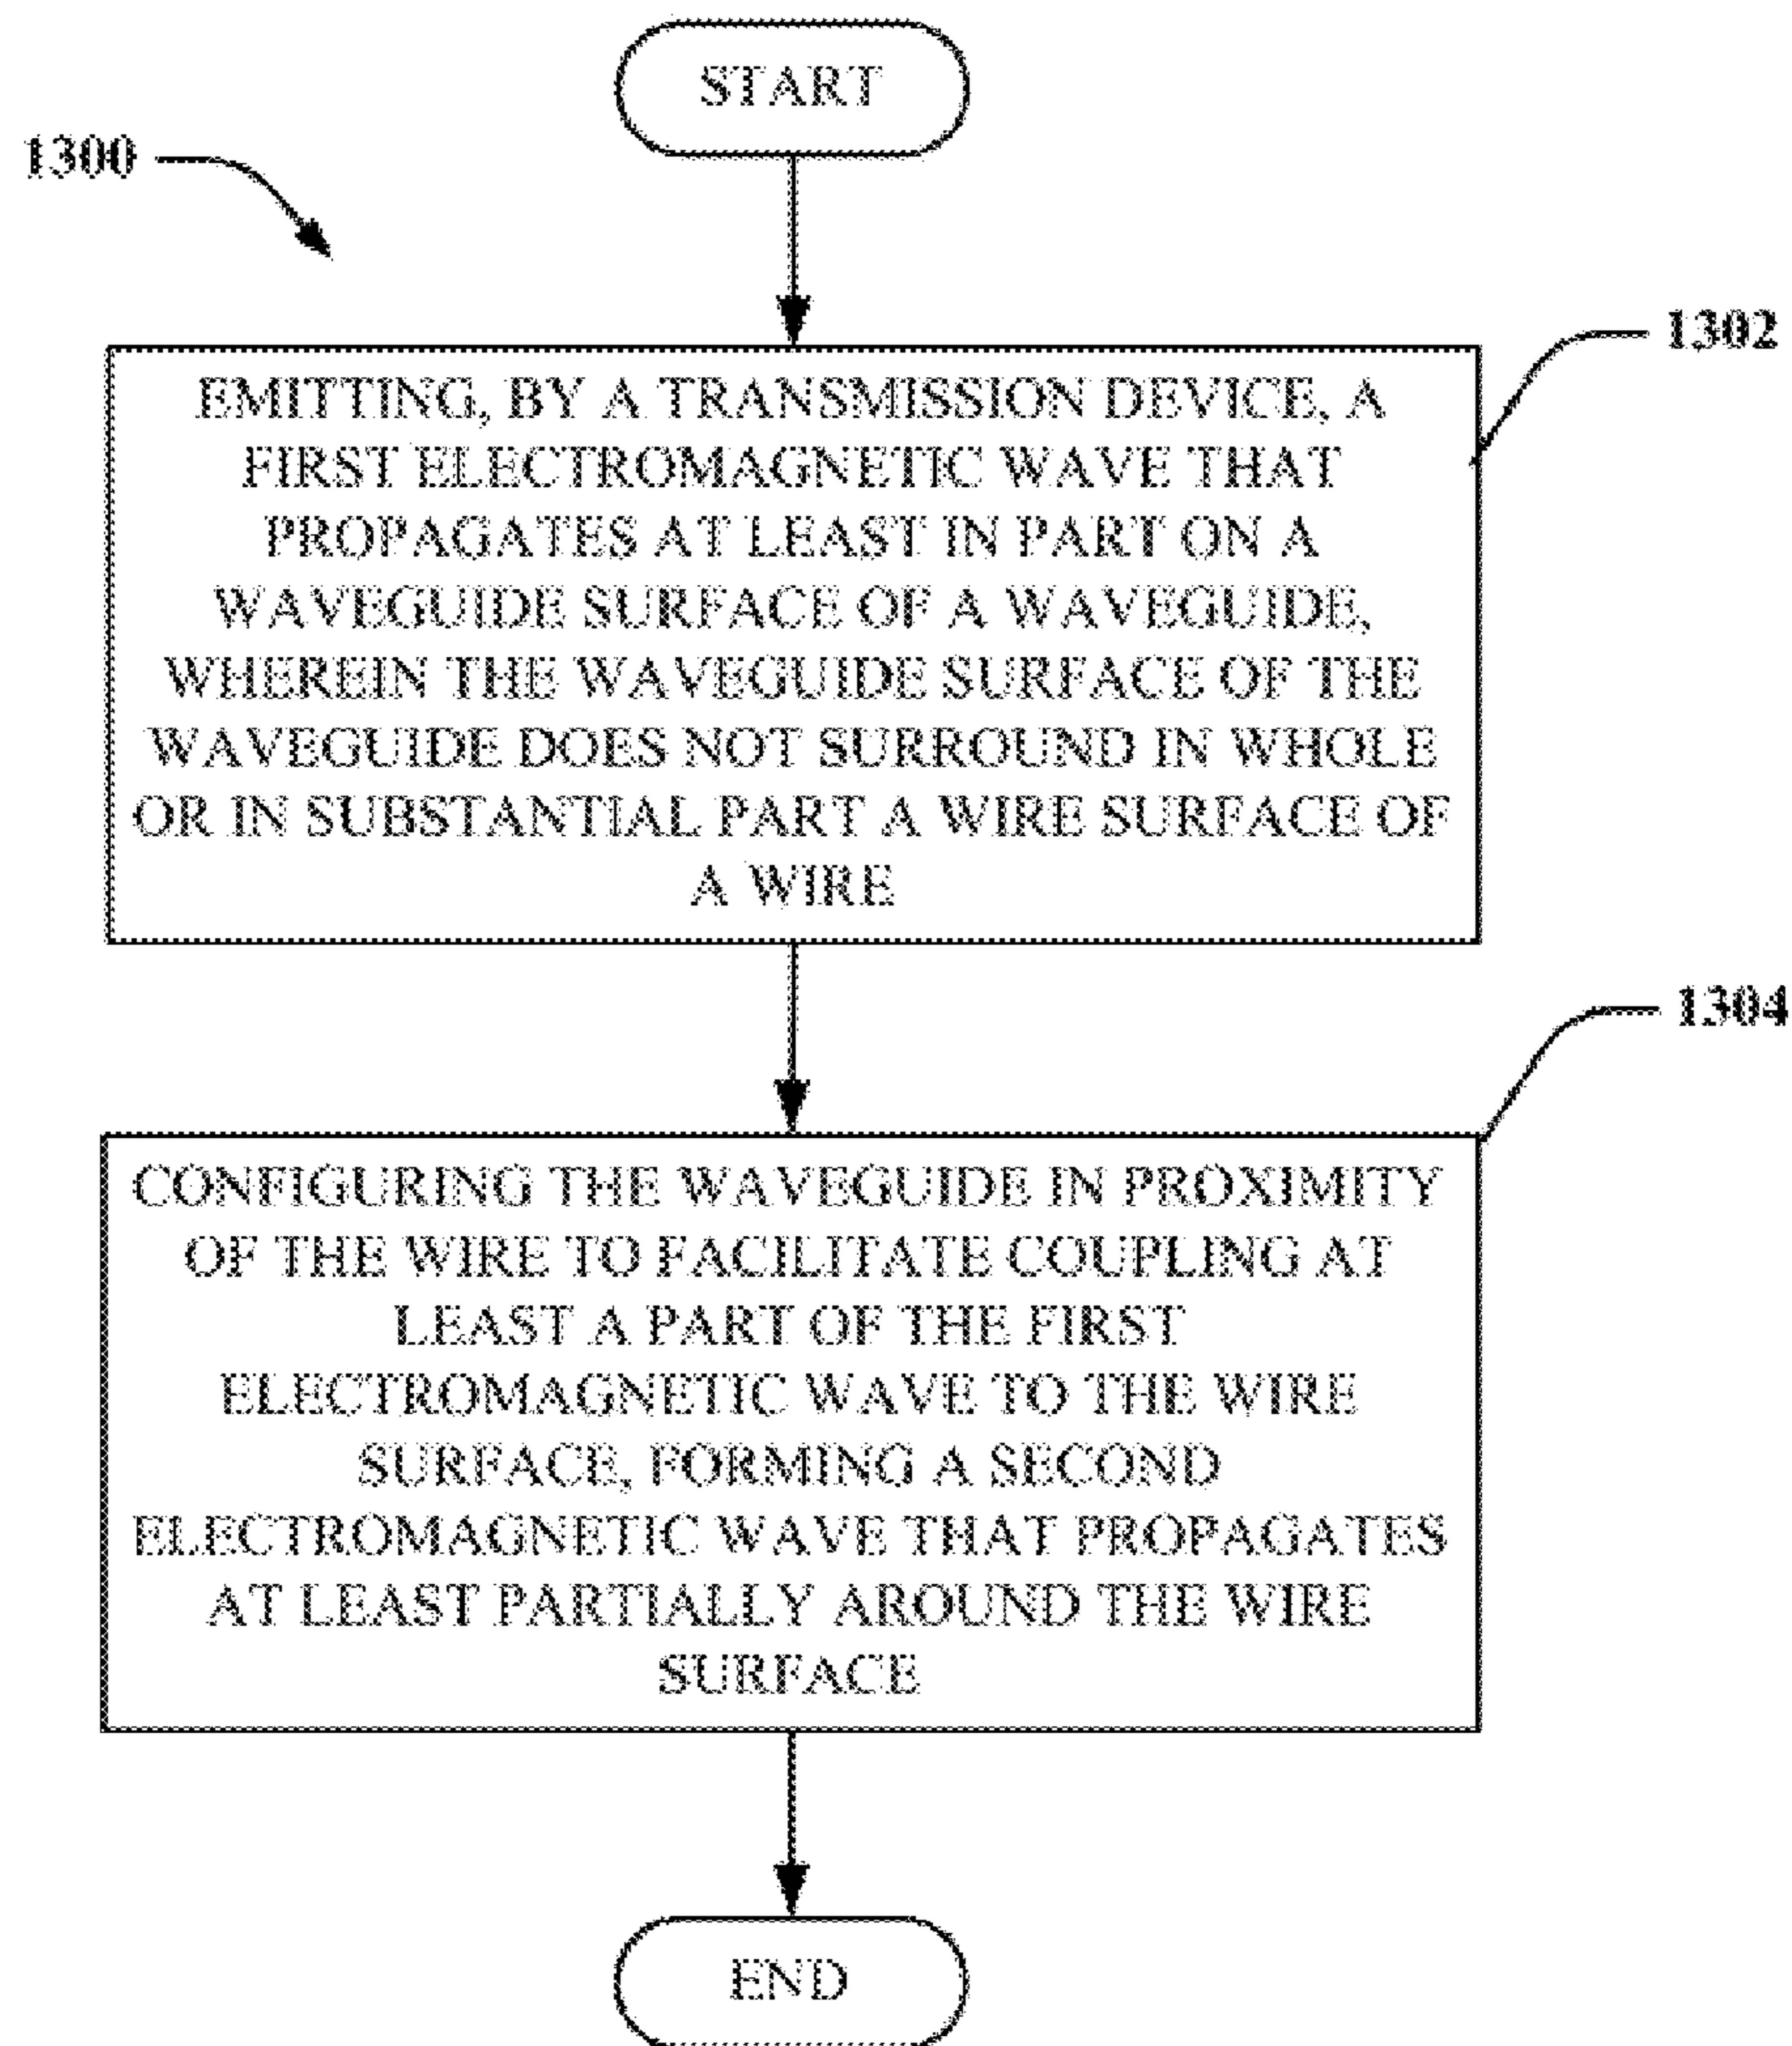 START
1300
1302
EMITTING, BY A TRANSMISSION DEVICE, A
FIRST ELECTROMAGNETIC WAVE THAT
PROPAGATES AT LEAST IN PART ON A
WAVEGUIDE SURFACE OF A WAVEGUIDE,
WHEREIN THE WAVEGUIDE SURFACE OF THE
WAVEGUIDE DOES NOT SURROUND IN WHOLE
OR IN SUBSTANTIAL PART A WIRE SURFACE OF
A WIRE
1304
CONFIGURING THE WAVEGUIDE IN PROXIMITY
OF THE WIRE TO FACILITATE COUPLING AT
LEAST A PART OF THE FIRST
ELECTROMAGNETIC WAVE TO THE WIRE
SURFACE, FORMING A SECOND
ELECTROMAGNETIC WAVE THAT PROPAGATES
AT LEAST PARTIALLY AROUND THE WIRE
SURFACE
END